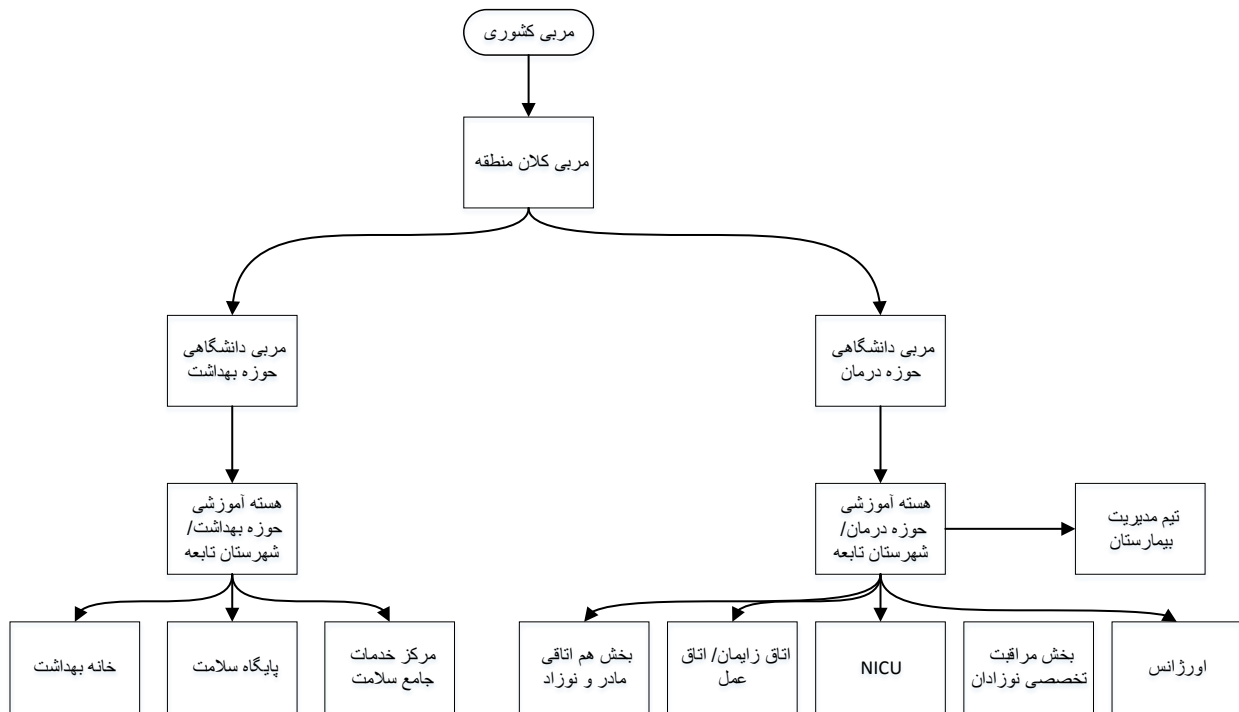 مربی کشوری
مربی کلان منطقه
مربی دانشگاهی
حوزه درمان
مربی دانشگاهی
حوزه بهداشت
تیم مدیریت
بیمارستان
هسته آموزشی
حوزه درمان/
شهرستان تابعه
هسته آموزشی
حوزه بهداشت/
شهرستان تابعه
اورژانس
بخش مراقبت
تخصصی نوزادان
NICU
اتاق زایمان/ اتاق
عمل
بخش هم اتاقی
مادر و نوزاد
مرکز خدمات
جامع سلامت
پایگاه سلامت
خانه بهداشت